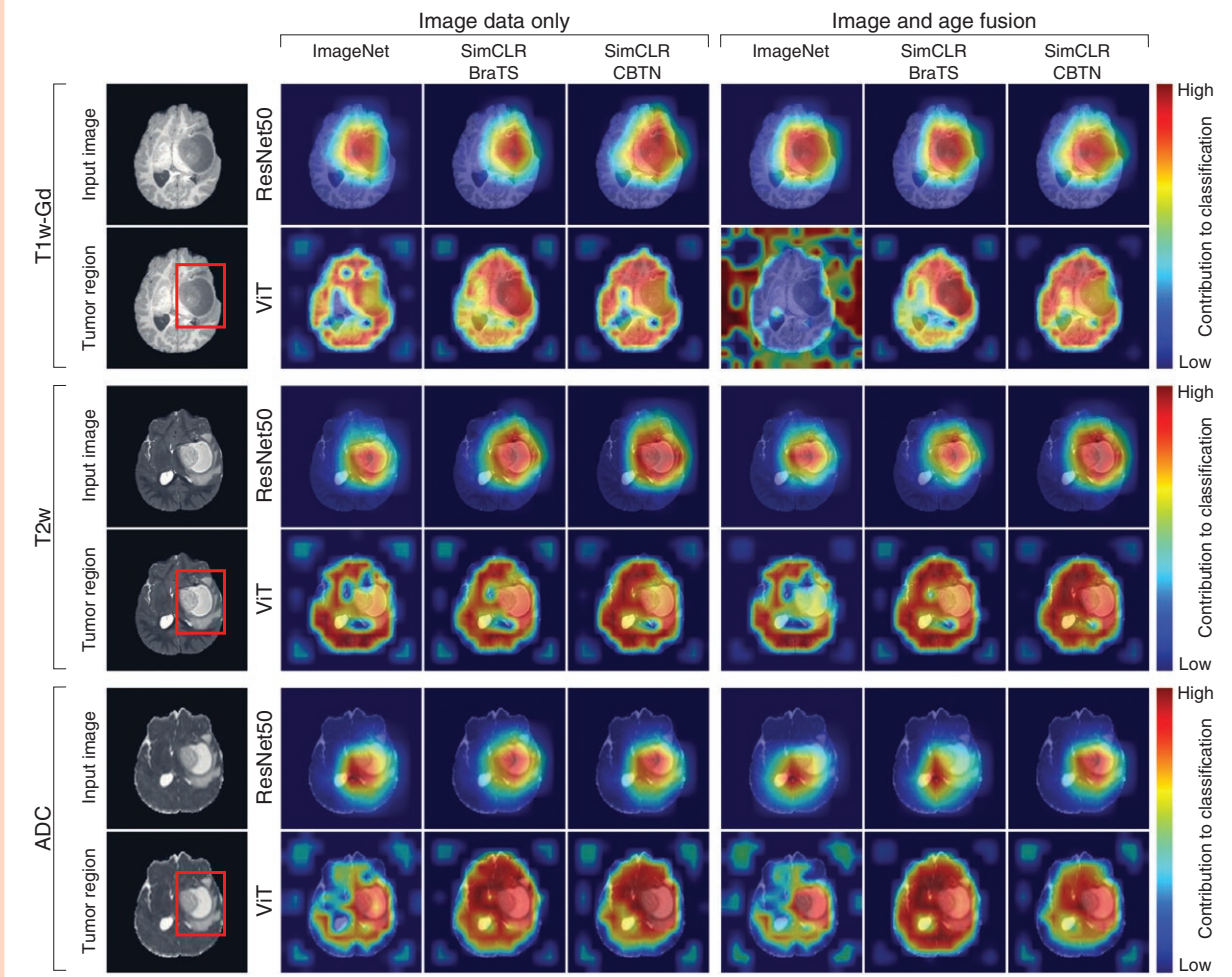 Image data only
Image and age fusion
ImageNet
SimCLR
BraTS
SimCLR
CBTN
ImageNet
SimCLR
BraTS
SimCLR
CBTN
T1w-Gd
Input image
Tumor region
ResNet50
ViT
High
Contribution to classification
Low
T2w
Input image
Tumor region
ResNet50
ViT
High
Contribution to classification
Low
ADC
Input image
Tumor region
ResNet50
ViT
High
Contribution to classification
Low